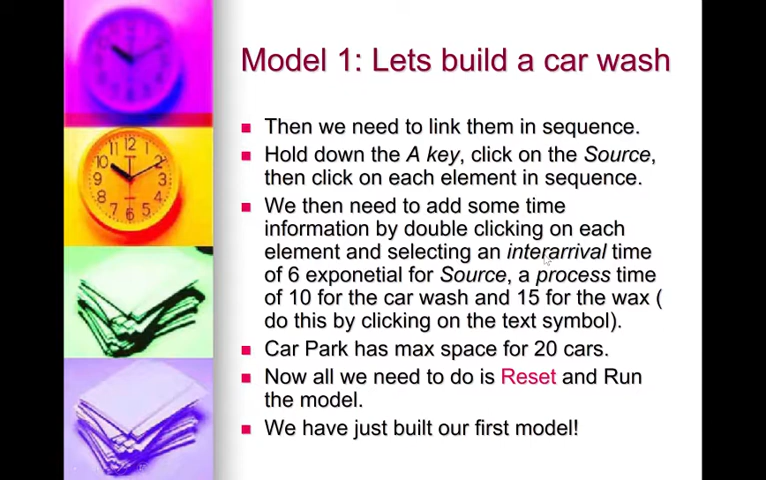 Model 1: Lets build a car wash
Then we need to link them in sequence.
Hold down the A key, click on the Source,
then click on each element in sequence.
We then need to add some time
information by double clicking on each
element and selecting an interarrival time
of 6 exponetial for Source, a process time
of 10 for the car wash and 15 for the wax (
do this by clicking on the text symbol).
Car Park has max space for 20 cars.
Now all we need to do is Reset and Run
the model.
We have just built our first model!